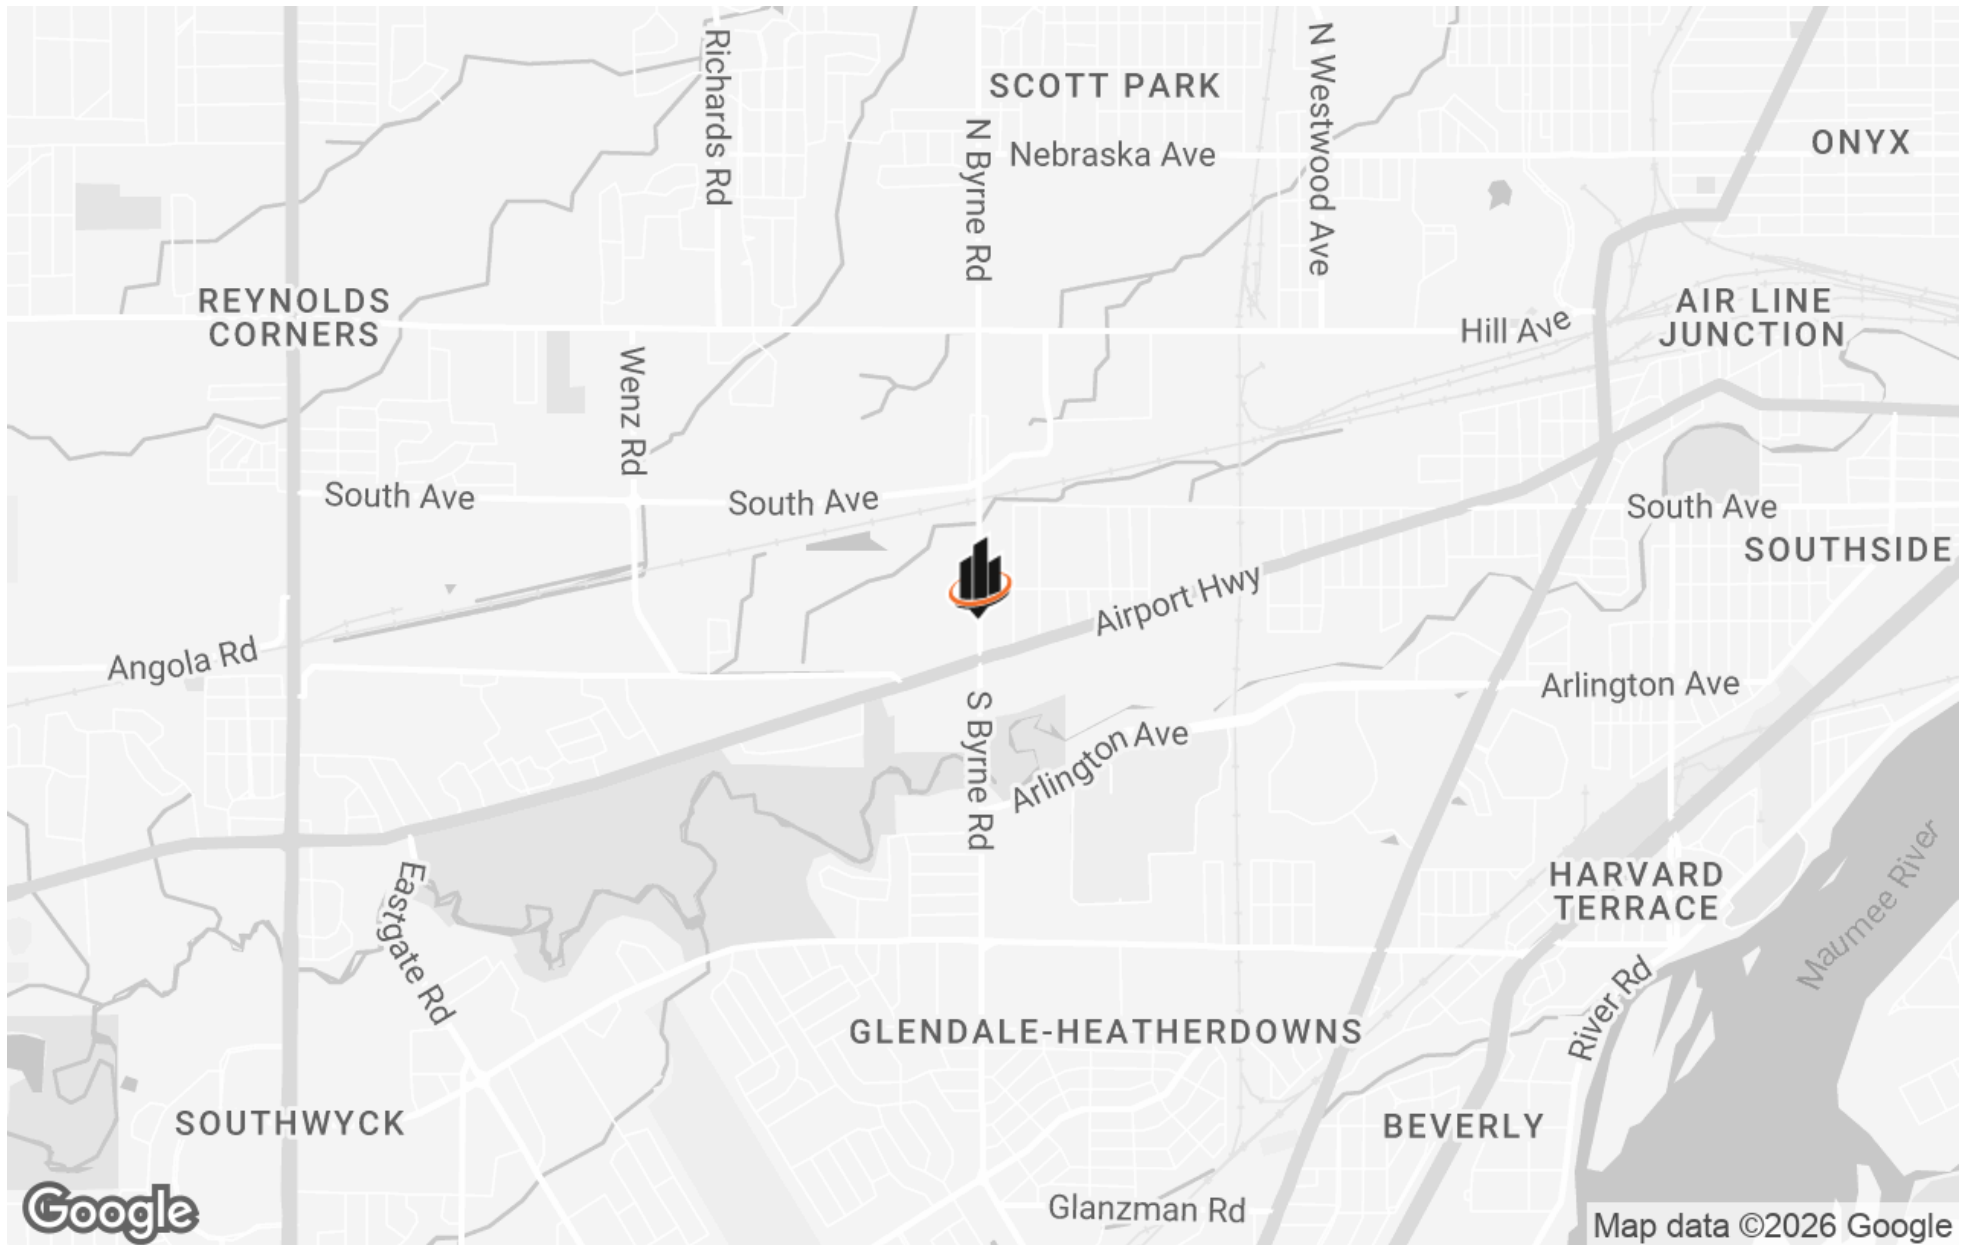 Richards Rd
N Westwood Ave
SCOTT PARK
N Byrne Rd
Nebraska Ave
ONYX
REYNOLDS
CORNERS
AIR LINE
JUNCTION
Hill Ave
Wenz Rd
South Ave
South Ave
South Ave
SOUTHSIDE
Airport Hwy
Angola Rd
Arlington Ave
S Byrne Rd
Arlington Ave
Eastgate Rd
HARVARD
TERRACE
Maumee River
River Rd
GLENDALE-HEATHERDOWNS
SOUTHWYCK
BEVERLY
Glanzman Rd
Google
Map data ©2026 Google